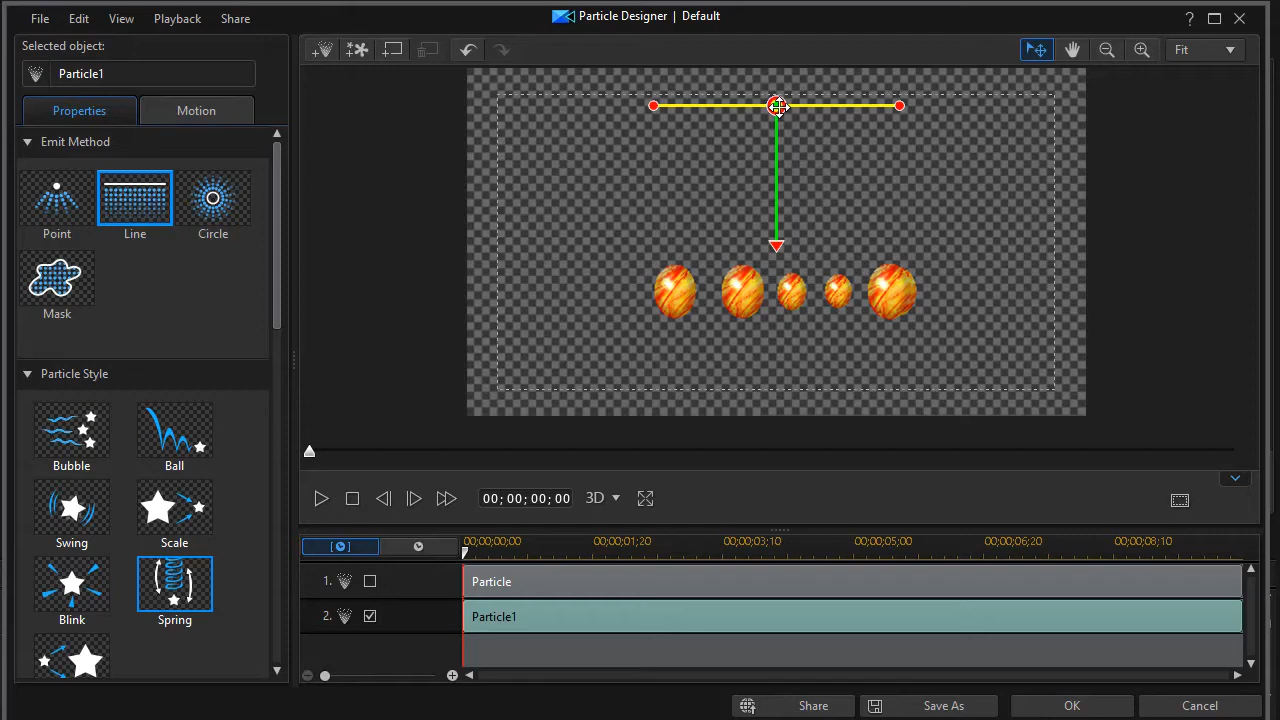 File Edit View Playback Share
Particle Designer | Default
Selected object:
Particle1
Fit
Properties Motion
Emit Method
Point Line Circle
Mask
Particle Style
Bubble Ball
Swing Scale
Blink Spring
00; 00; 00; 00 3D
00;00;00;00 00;00;01;20 00;00;03;10 00;00;05;00 00;00;06;20 00;00;08;10
1. Particle
2. Particle1
Share Save As OK Cancel